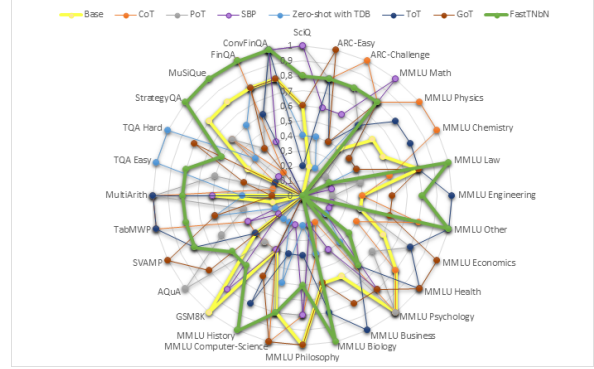 Base CoT PoT SBP Zero-shot with TDB ToT GoT FastTNbN
SciQ
ConvFinQA
ARC-Easy
FinQA
ARC-Challenge
MuSiQue
MMLU Math
StrategyQA
MMLU Physics
TQA Hard
MMLU Chemistry
TQA Easy
MMLU Law
MultiArith
MMLU Engineering
TabMWP
MMLU Other
SVAMP
MMLU Economics
AQuA
MMLU Health
GSM8K
MMLU Psychology
MMLU History
MMLU Business
MMLU Computer-Science
MMLU Biology
MMLU Philosophy
1
0,9
0,8
0,7
0,6
0,5
0,4
0,3
0,2
0,1
0